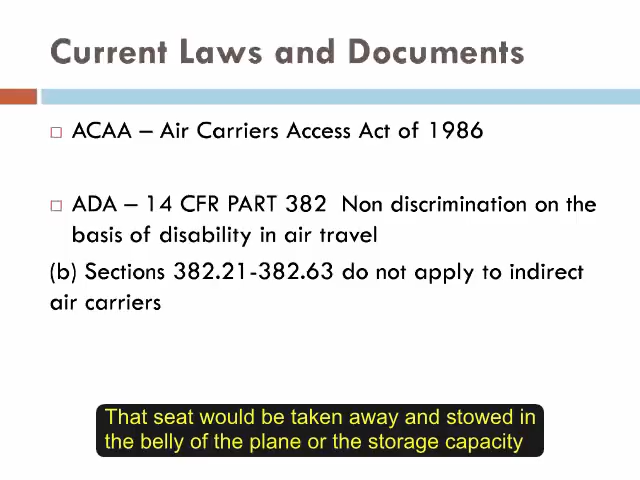 Current Laws and Documents
ACAA – Air Carriers Access Act of 1986
ADA – 14 CFR PART 382 Non discrimination on the
basis of disability in air travel
(b) Sections 382.21-382.63 do not apply to indirect
air carriers
That seat would be taken away and stowed in
the belly of the plane or the storage capacity